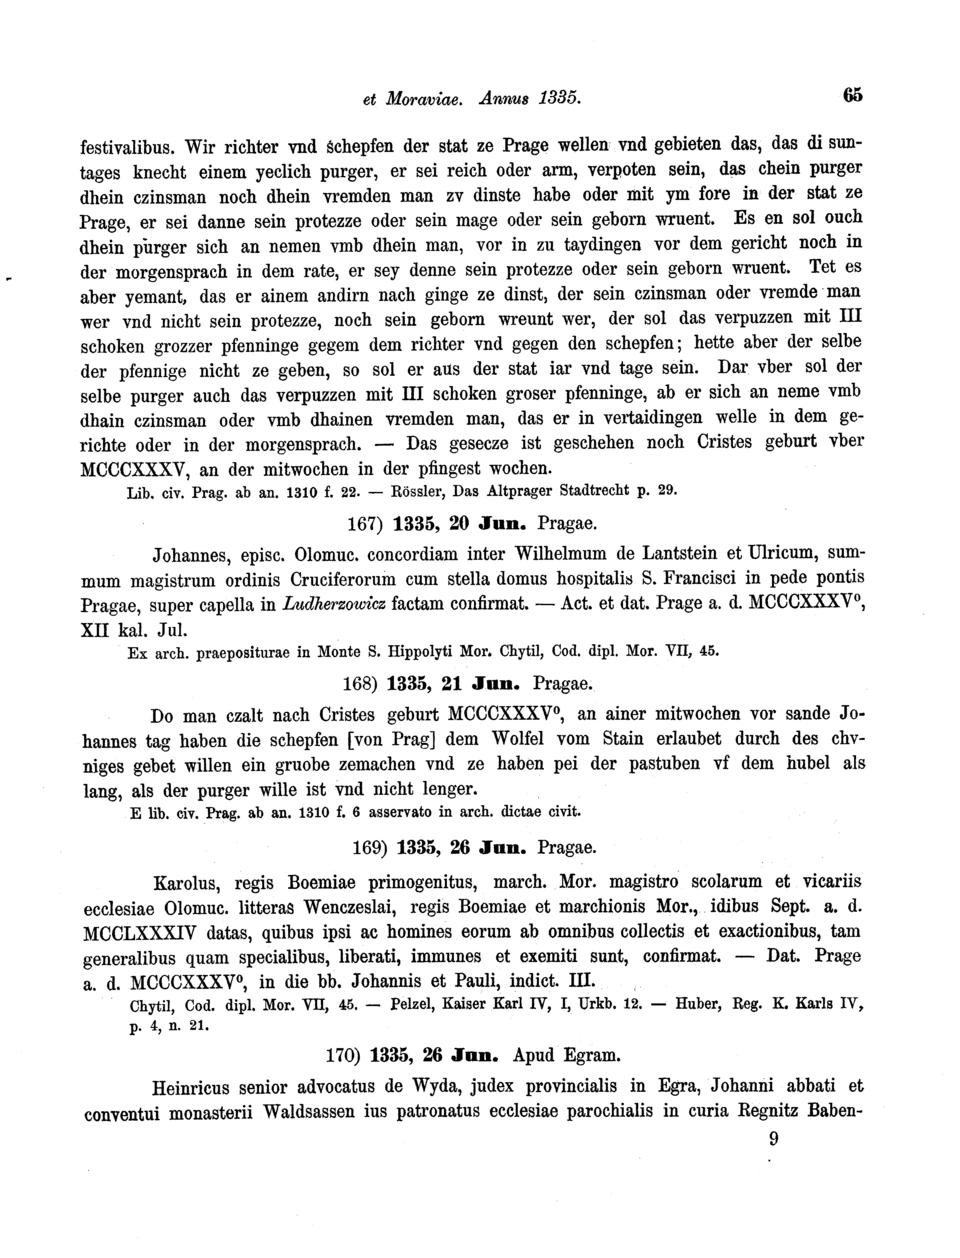 et Moraviae. Annus 1335. 65
festivalibus. Wir richter vnd schepfen der stat ze Prage wellen vnd gebieten das, das di sun-
tages knecht einem yeclich purger, er sei reich oder arm, verpoten sein, das chein purger
dhein czinsman noch dhein vremden man zv dinste habe oder mit ym fore in der stat ze
Prage, er sei danne sein protezze oder sein mage oder sein geborn wruent. Es en sol ouch
dhein pürger sich an nemen vmb dhein man, vor in zu taydingen vor dem gericht noch in
der morgensprach in dem rate, er sey denne sein protezze oder sein geborn wruent. Tet es
aber yemant, das er ainem andirn nach ginge ze dinst, der sein czinsman oder vremde man
wer vnd nicht sein protezze, noch sein geborn wreunt wer, der sol das verpuzzen mit III
schoken grozzer pfenninge gegem dem richter vnd gegen den schepfen; hette aber der selbe
der pfennige nicht ze geben, so sol er aus der stat iar vnd tage sein. Dar vber sol der
selbe purger auch das verpuzzen mit III schoken groser pfenninge, ab er sich an neme vmb
dhain czinsman oder vmb dhainen vremden man, das er in vertaidingen welle in dem ge-
richte oder in der morgensprach. — Das gesecze ist geschehen noch Cristes geburt vber
MCCCXXXV, an der mitwochen in der pfingest wochen.
Lib. civ. Prag. ab an. 1310 f. 22. — Rössler, Das Altprager Stadtrecht p. 29.
167) 1335, 20 Jun. Pragae.
Johannes, episc. Olomuc. concordiam inter Wilhelmum de Lantstein et Ulricum, sum-
mum magistrum ordinis Cruciferorum cum stella domus hospitalis S. Francisci in pede pontis
Pragae, super capella in Ludherzowicz factam confirmat. — Act. et dat. Prage a. d. MCCCXXXVº,
XII kal. Jul.
Ex arch. praepositurae in Monte S. Hippolyti Mor. Chytil, Cod. dipl. Mor. VII, 45.
168) 1335, 21 Jun. Pragae.
Do man czalt nach Cristes geburt MCCCXXXVº, an ainer mitwochen vor sande Jo-
hannes tag haben die schepfen [von Prag] dem Wolfel vom Stain erlaubet durch des chv-
niges gebet willen ein gruobe zemachen vnd ze haben pei der pastuben vf dem hubel als
lang, als der purger wille ist vnd nicht lenger.
E lib. civ. Prag. ab an. 1310 f. 6 asservato in arch. dictae civit.
169) 1335, 26 Jun. Pragae.
Karolus, regis Boemiae primogenitus, march. Mor. magistro scolarum et vicariis
ecclesiae Olomuc. litteras Wenczeslai, regis Boemiae et marchionis Mor., idibus Sept. a. d.
MCCLXXXIV datas, quibus ipsi ac homines eorum ab omnibus collectis et exactionibus, tam
generalibus quam specialibus, liberati, immunes et exemiti sunt, confirmat. — Dat. Prage
a. d. MCCCXXXVº, in die bb. Johannis et Pauli, indict. III.
Chytil, Cod. dipl. Mor. VII, 45. — Pelzel, Kaiser Karl IV, I, Urkb. 12. — Huber, Reg. K. Karls IV,
p. 4, n. 21.
170) 1335, 26 Jun. Apud Egram.
Heinricus senior advocatus de Wyda, judex provincialis in Egra, Johanni abbati et
conventui monasterii Waldsassen ius patronatus ecclesiae parochialis in curia Regnitz Baben-
9